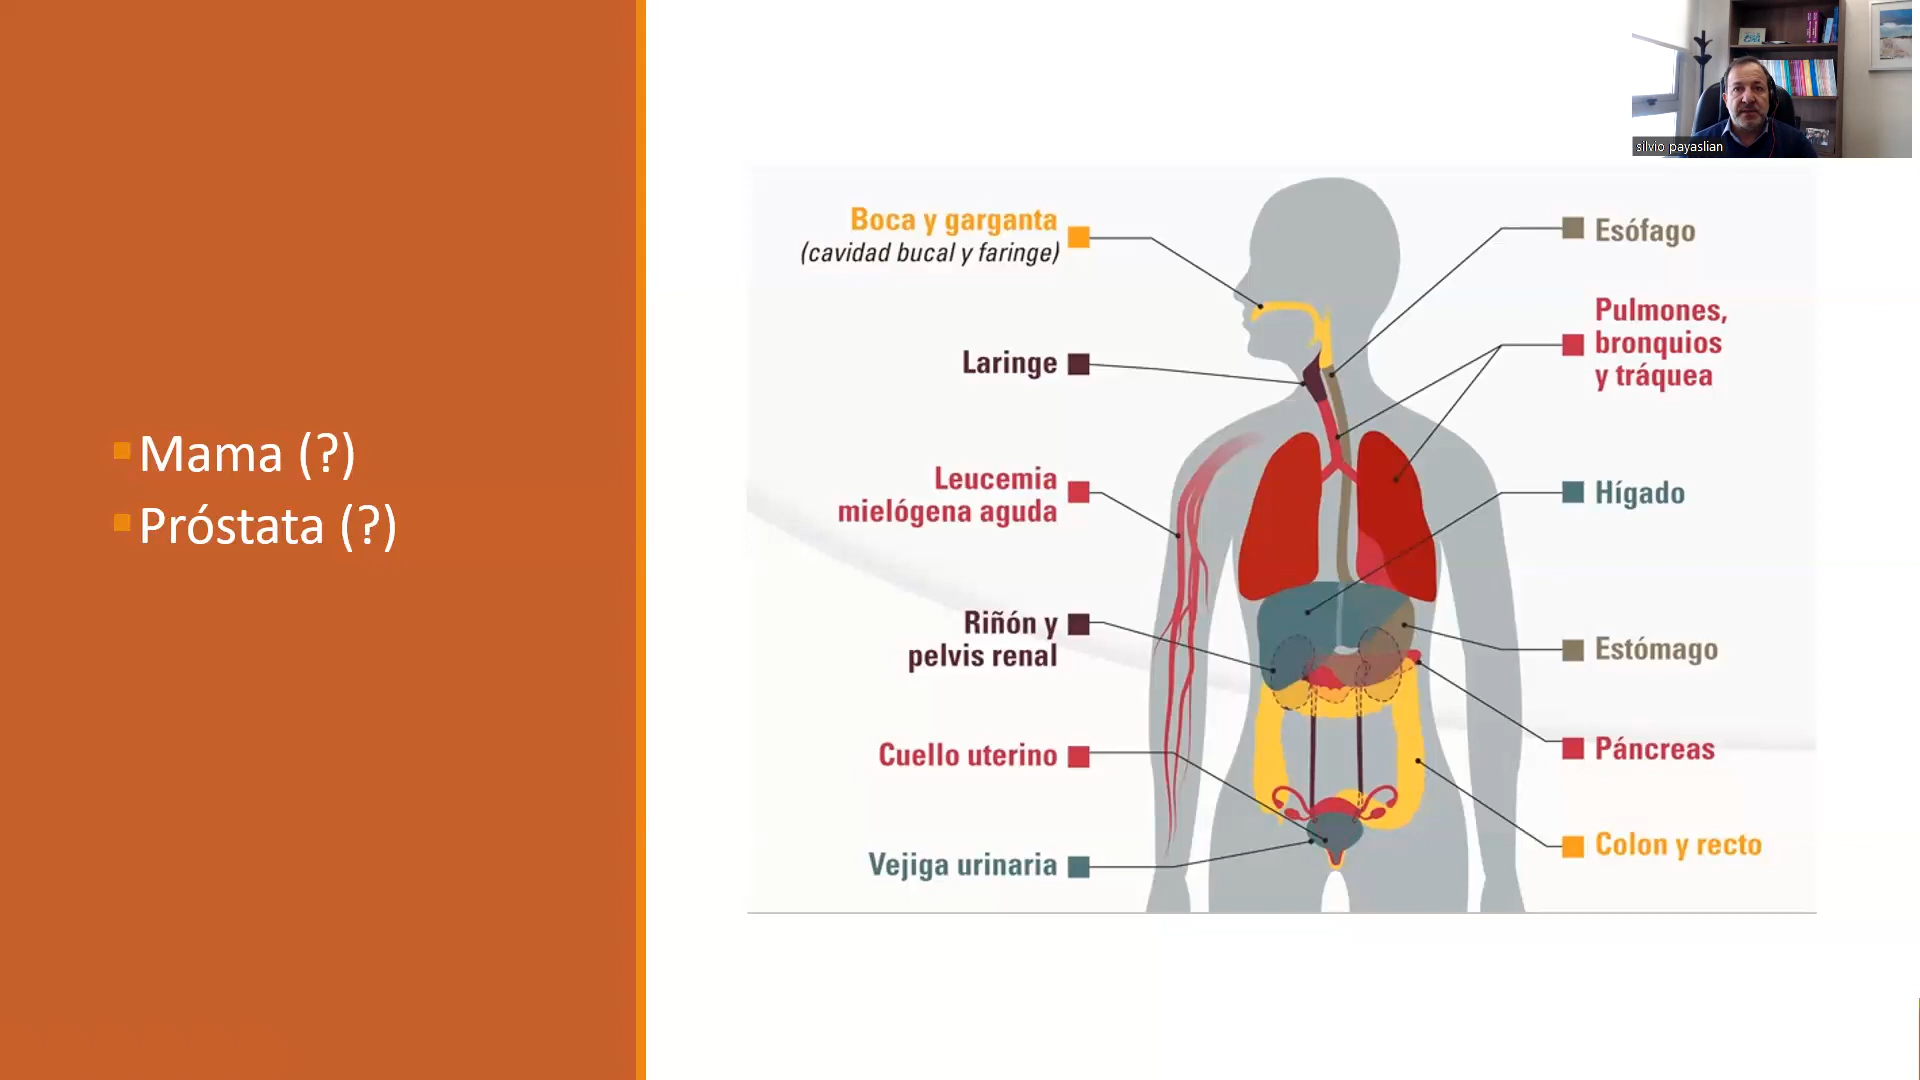 Mama (?)
Próstata (?)
silvio payaslian
Boca y garganta
(cavidad bucal y faringe)
Laringe
Leucemia
mielógena aguda
Riñón y
pelvis renal
Cuello uterino
Vejiga urinaria
Esófago
Pulmones,
bronquios
y tráquea
Hígado
Estómago
Páncreas
Colon y recto